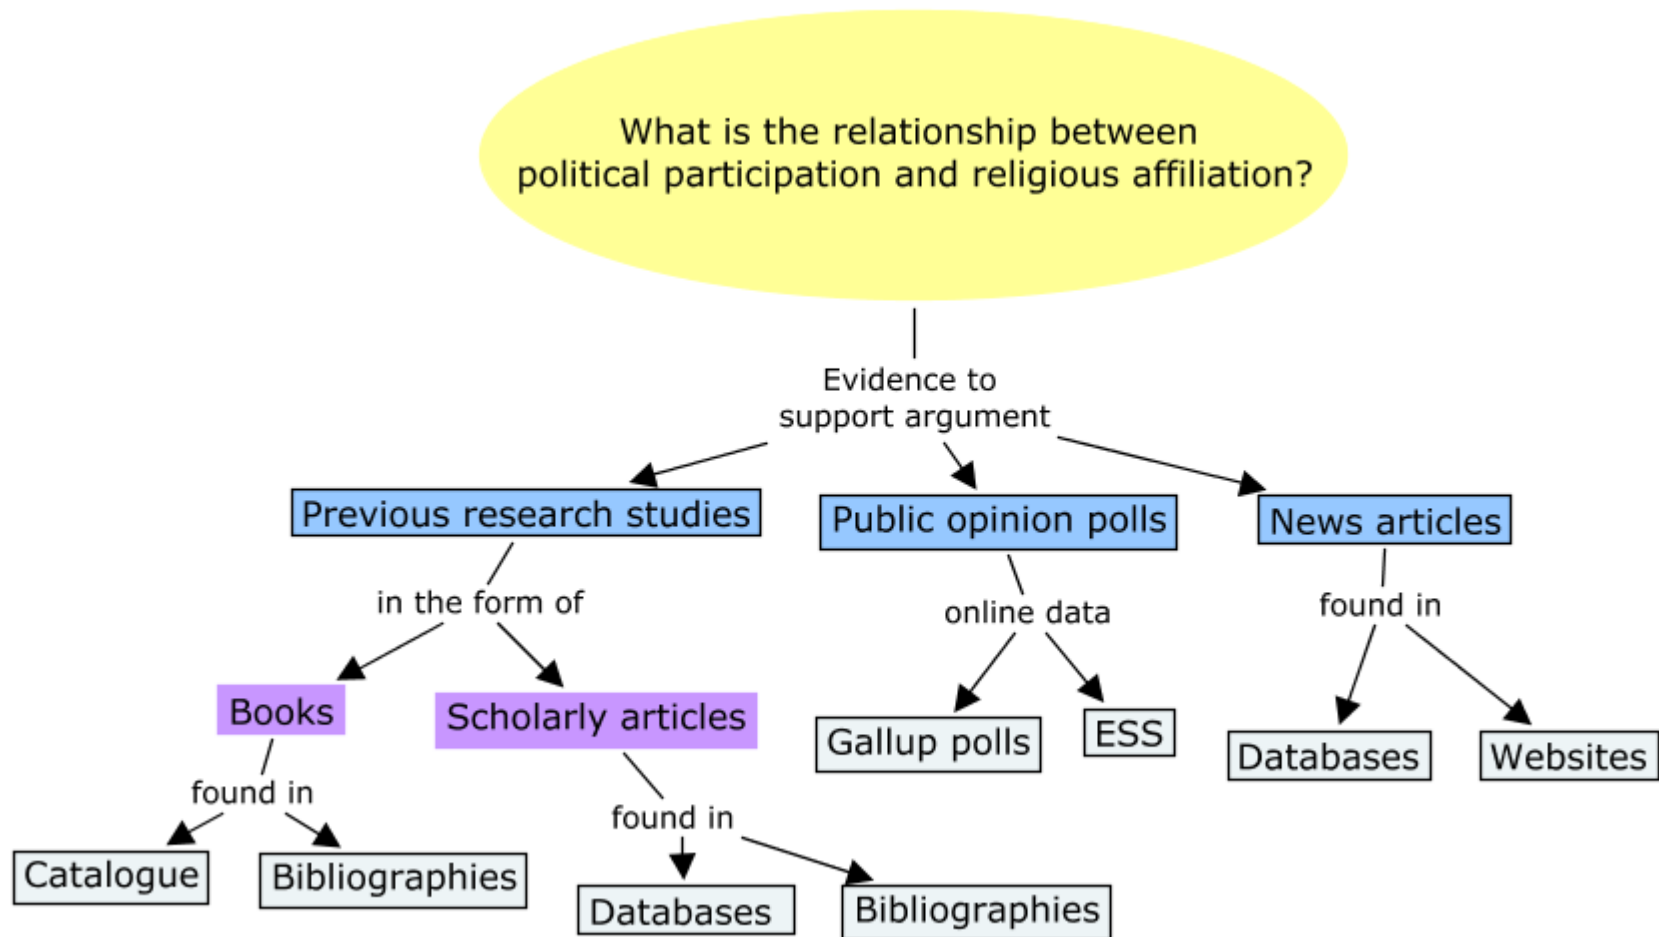 What is the relationship between
political participation and religious affiliation?
Evidence to
support argument
Previous research studies
Public opinion polls
News articles
in the form of
online data
found in
Books
Scholarly articles
Gallup polls
ESS
Databases
Websites
found in
found in
Catalogue
Bibliographies
Databases
Bibliographies